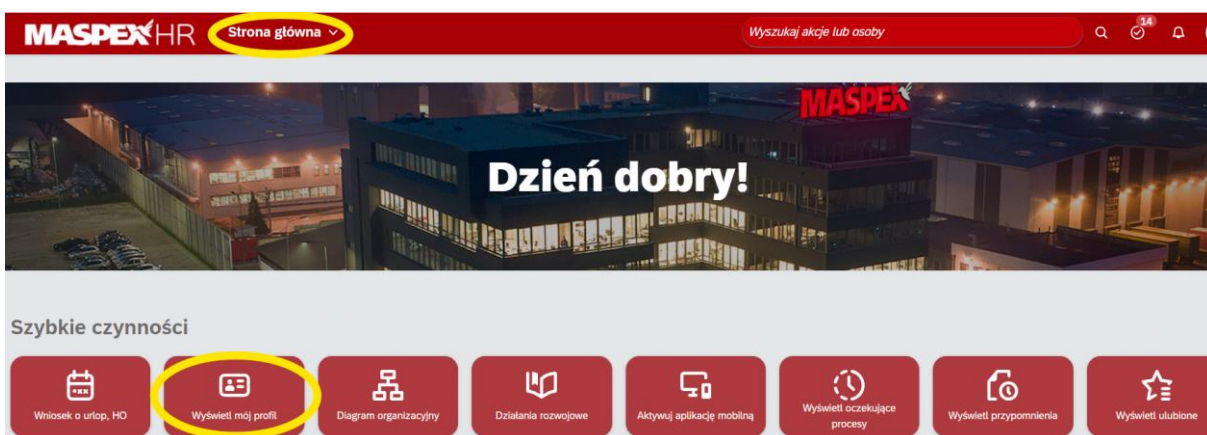 MASPEX HR Strona główna Wyszukaj akcje lub osoby 14
MASPEX
Dzień dobry!
Szybkie czynności
Wniosek o urlop, HO
Wyświetl mój profil
Diagram organizacyjny
Działania rozwojowe
Aktywuj aplikację mobilną
Wyświetl oczekujące
procesy
Wyświetl przypomnienia
Wyświetl ulubione